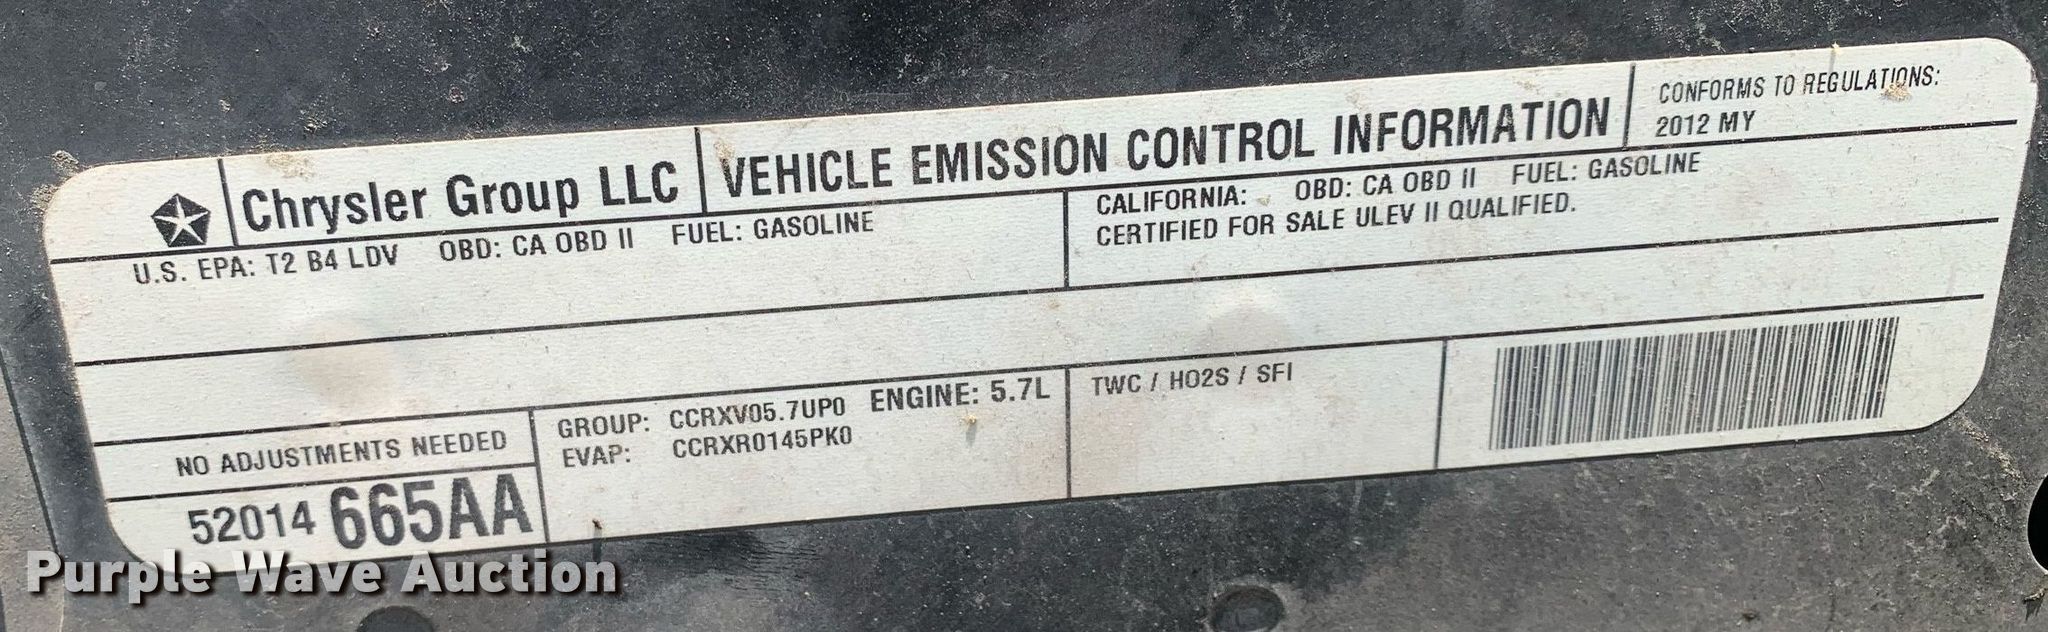 Chrysler Group LLC
VEHICLE EMISSION CONTROL INFORMATION
CONFORMS TO REGULATIONS:
2012 MY
U.S. EPA: T2 B4 LDV OBD: CA OBD II FUEL: GASOLINE
CALIFORNIA: OBD: CA OBD II FUEL: GASOLINE
CERTIFIED FOR SALE ULEV II QUALIFIED.
NO ADJUSTMENTS NEEDED
52014 665AA
GROUP: CCRXV05.7UP0 ENGINE: 5.7L
EVAP: CCRXR0145PK0
TWC / HO2S / SFI
Purple Wave Auction